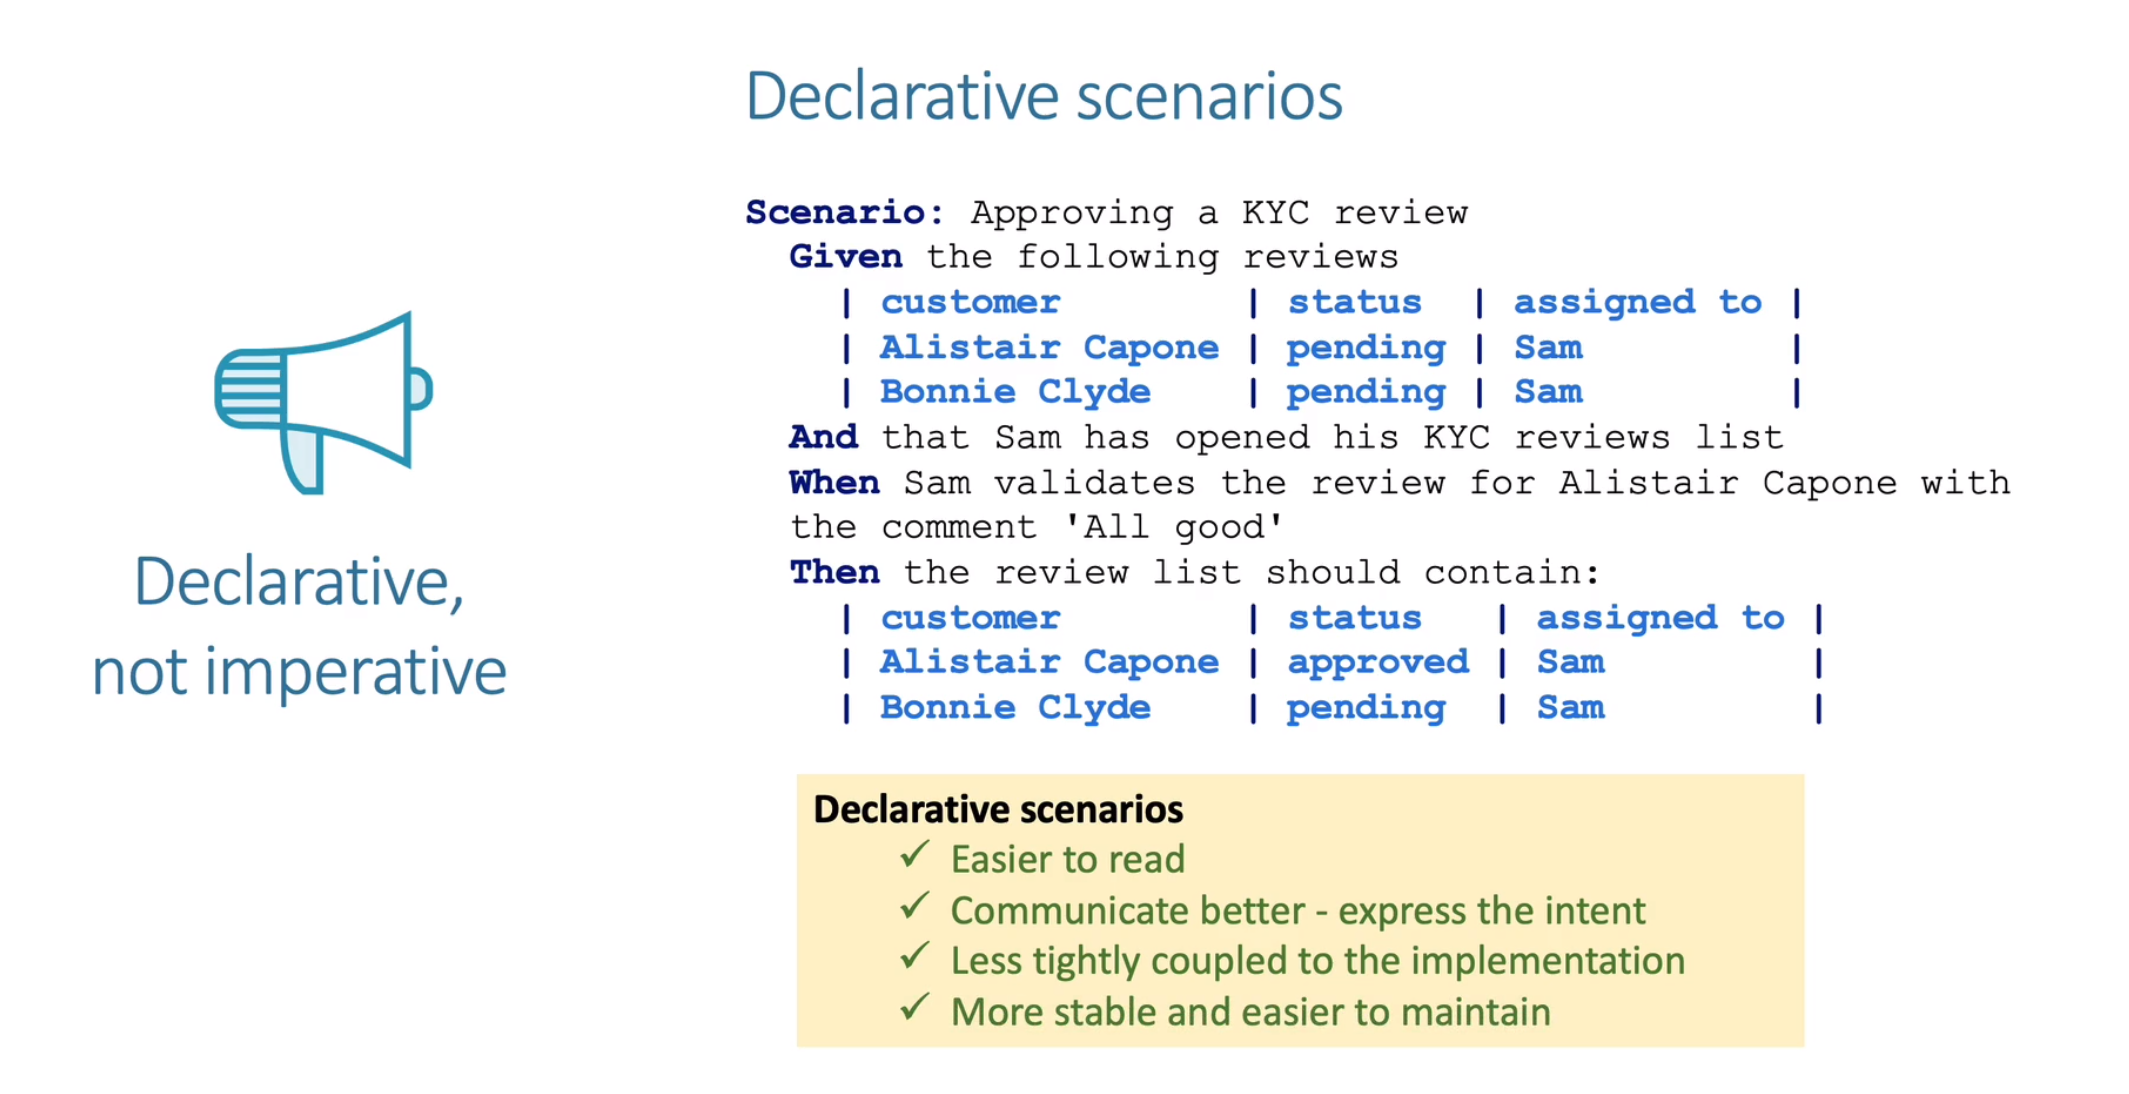 Declarative scenarios
Declarative,
not imperative
Scenario: Approving a KYC review
Given the following reviews
| customer | status | assigned to |
| Alistair Capone | pending | Sam |
| Bonnie Clyde | pending | Sam |
And that Sam has opened his KYC reviews list
When Sam validates the review for Alistair Capone with
the comment 'All good'
Then the review list should contain:
| customer | status | assigned to |
| Alistair Capone | approved | Sam |
| Bonnie Clyde | pending | Sam |
Declarative scenarios
✓ Easier to read
✓ Communicate better - express the intent
✓ Less tightly coupled to the implementation
✓ More stable and easier to maintain